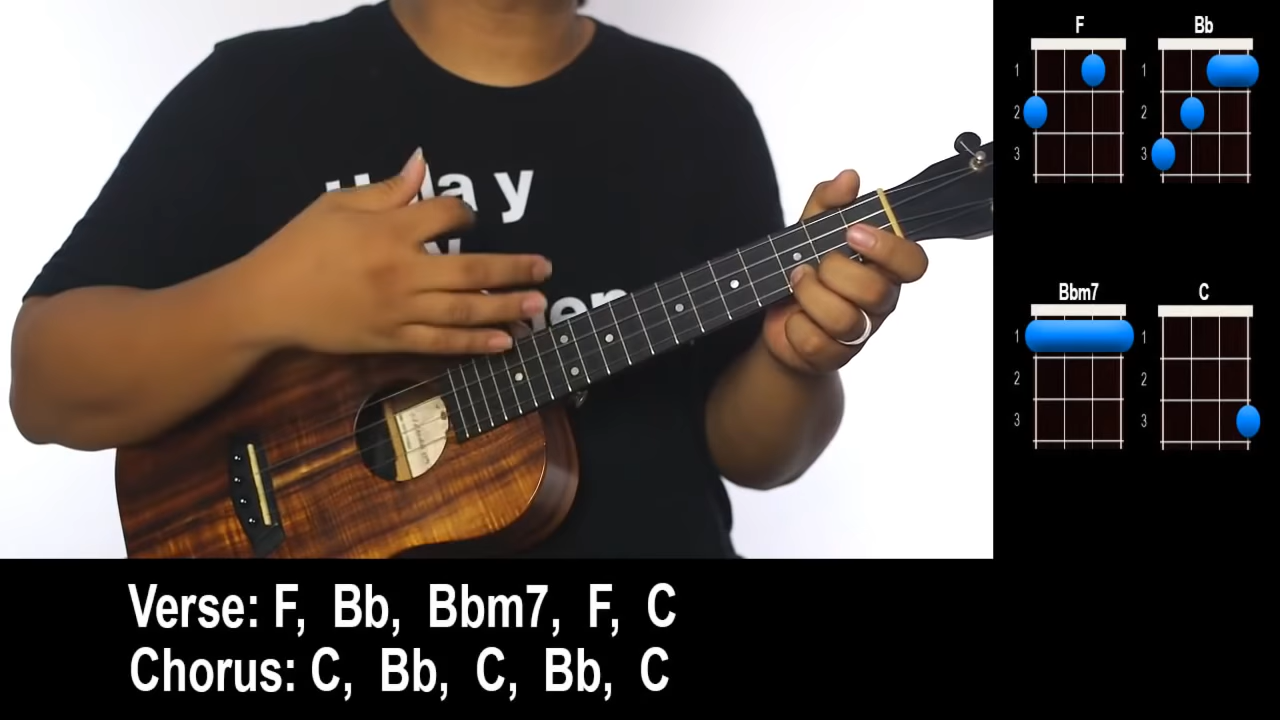 F Bb
1 1
2 2
3 3
y
Bbm7 C
1 1
2 2
3 3
Verse: F, Bb, Bbm7, F, C
Chorus: C, Bb, C, Bb, C